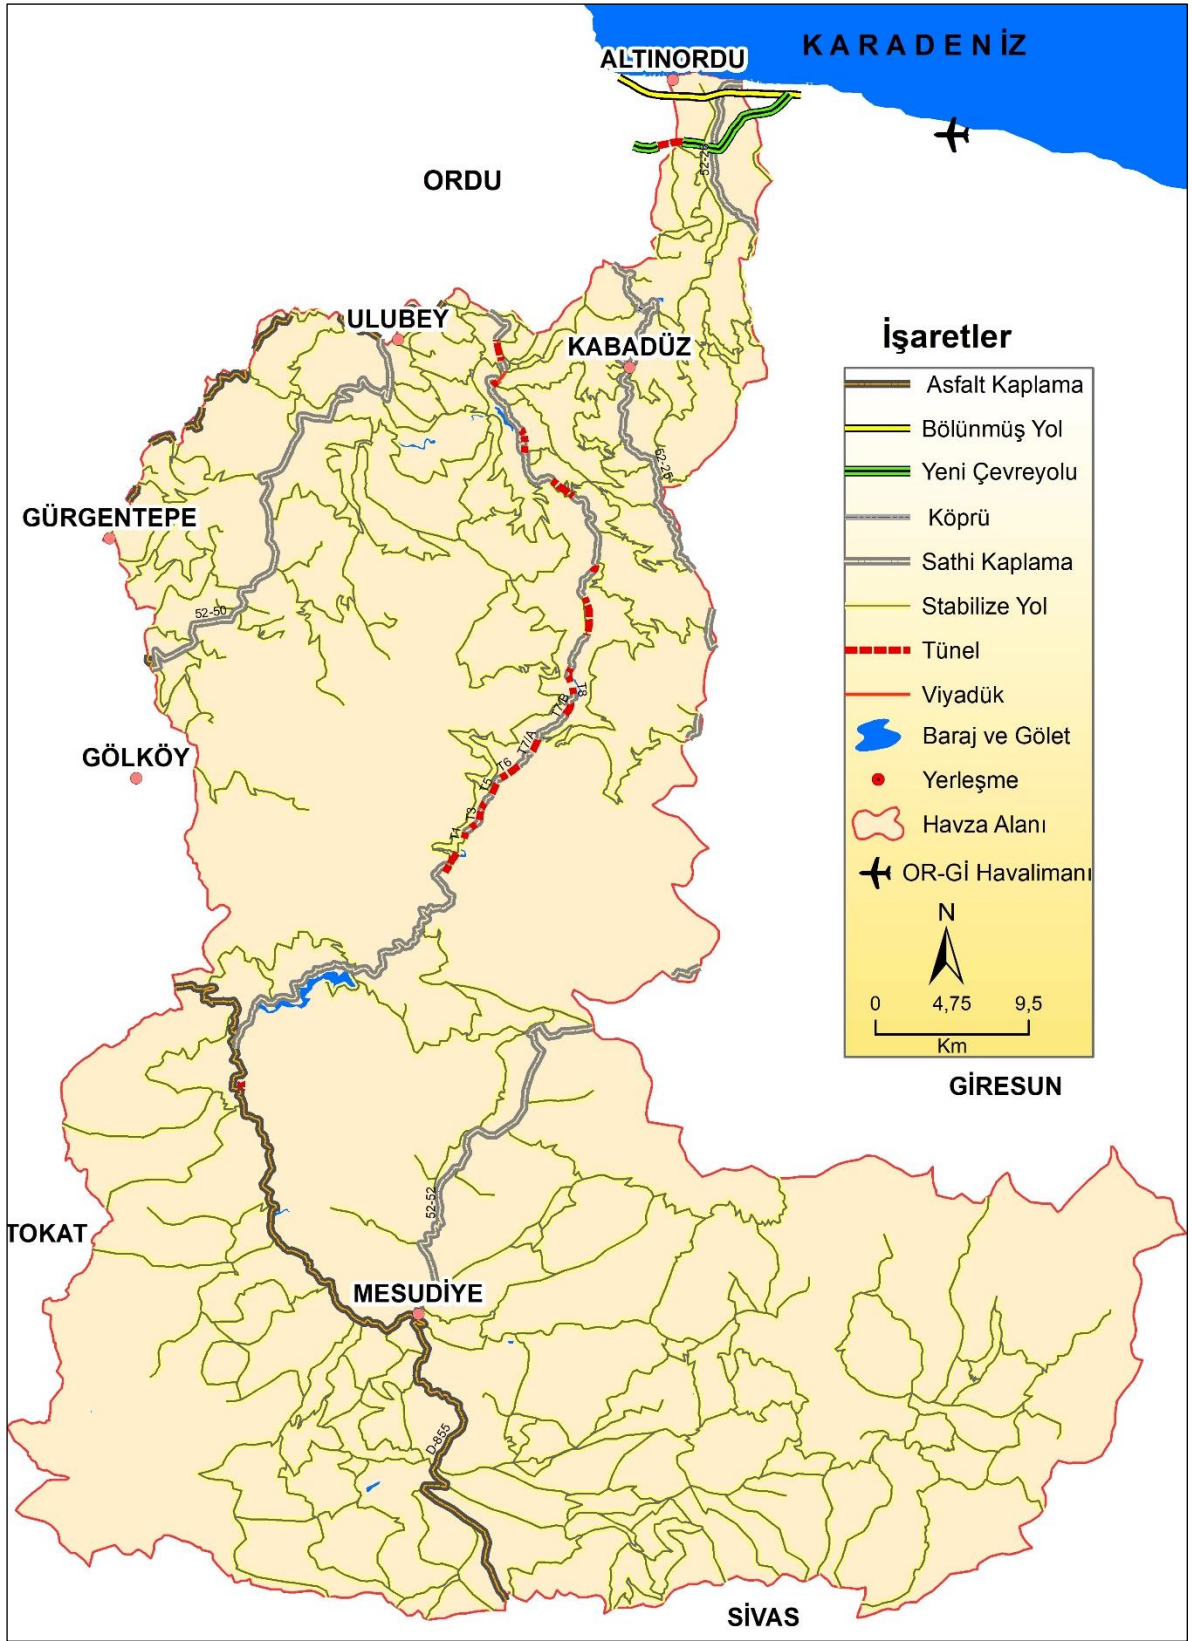 K A R A D E N İ Z
ALTINORDU
52-28
ORDU
ULUBEY
KABADÜZ
52-25
GÜRGENTEPE
52-50
T8
T7/B
T7/A
T6
T5
T3
T1
GÖLKÖY
İşaretler
Asfalt Kaplama
Bölünmüş Yol
Yeni Çevreyolu
Köprü
Sathi Kaplama
Stabilize Yol
Tünel
Viyadük
Baraj ve Gölet
Yerleşme
Havza Alanı
OR-Gİ Havalimanı
N
0 4,75 9,5
Km
GİRESUN
TOKAT
52-52
MESUDİYE
D-855
SİVAS